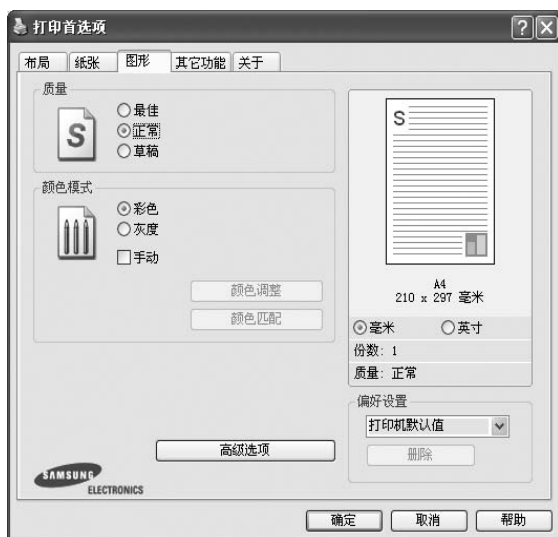 打印首选项
布局 纸张 图形 其它功能 关于
质量
S
最佳
正常
草稿
颜色模式
彩色
灰度
手动
颜色调整
颜色匹配
高级选项
SAMSUNG
ELECTRONICS
S
A4
210 x 297 毫米
毫米 英寸
份数: 1
质量: 正常
偏好设置
打印机默认值
删除
确定 取消 帮助